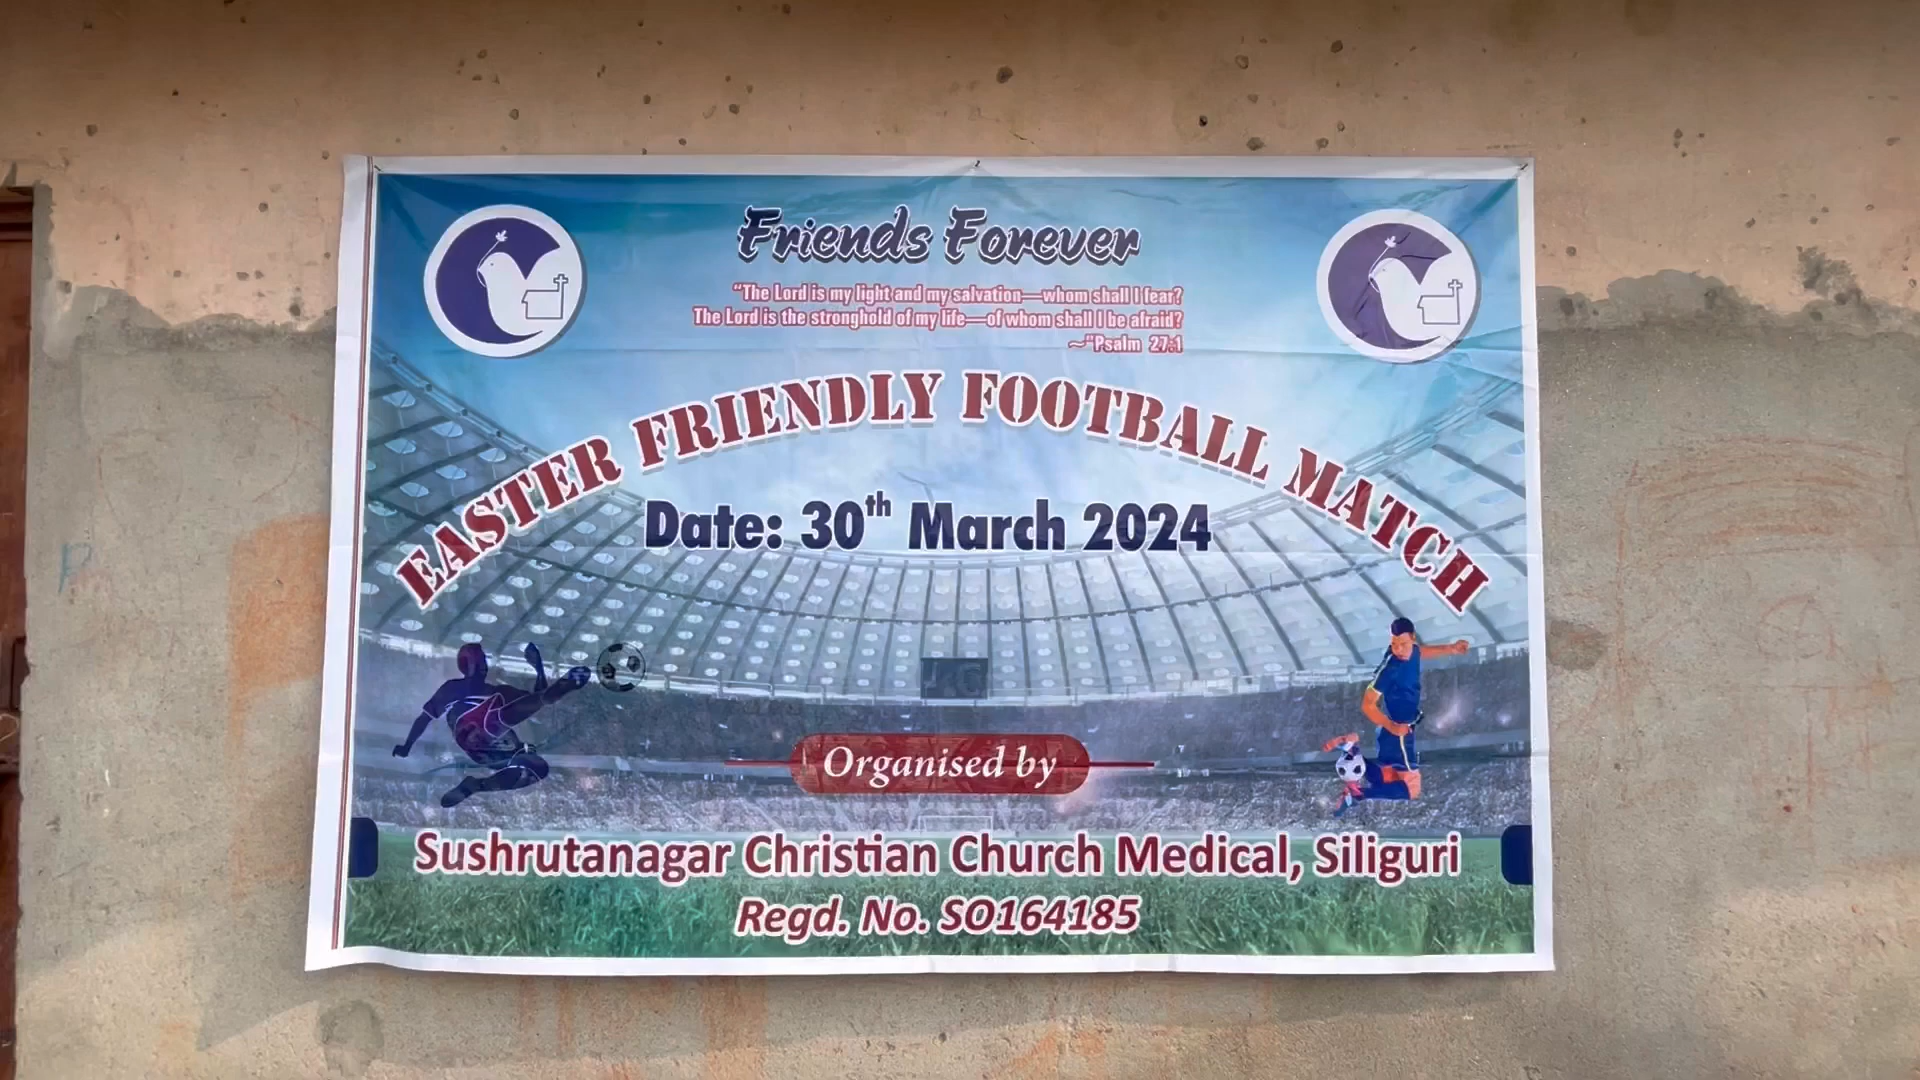 Friends Forever
"The Lord is my light and my salvation—whom shall I fear?
The Lord is the stronghold of my life—of whom shall I be afraid?
~"Psalm 27:1
EASTER FRIENDLY FOOTBALL MATCH
Date: 30th March 2024
Organised by
Sushrutanagar Christian Church Medical, Siliguri
Regd. No. SO164185